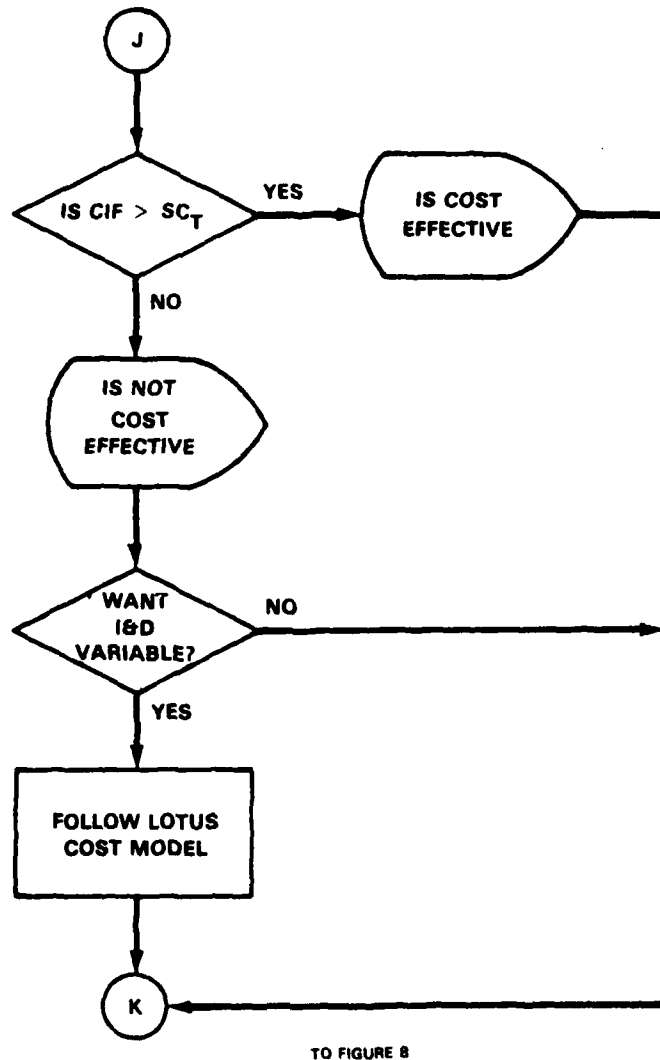 J
IS CIF > SC_T
YES
IS COST
EFFECTIVE
NO
IS NOT
COST
EFFECTIVE
WANT
I&D
VARIABLE?
NO
YES
FOLLOW LOTUS
COST MODEL
K
TO FIGURE 8